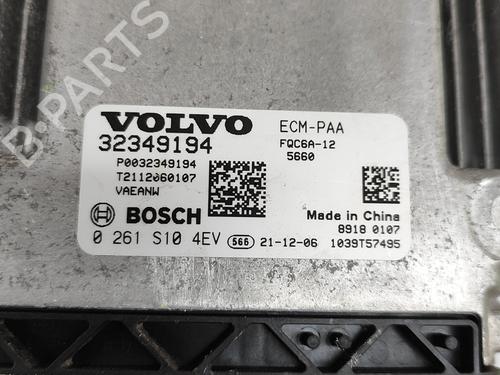 VOLVO
ECM-PAA
32349194
FQC6A-12
P0032349194
5660
T2112060107
VAEANW
BOSCH
Made in China
8918 0107
0 261 S10 4EV 566 21-12-06 1039T57495
B-PARTS